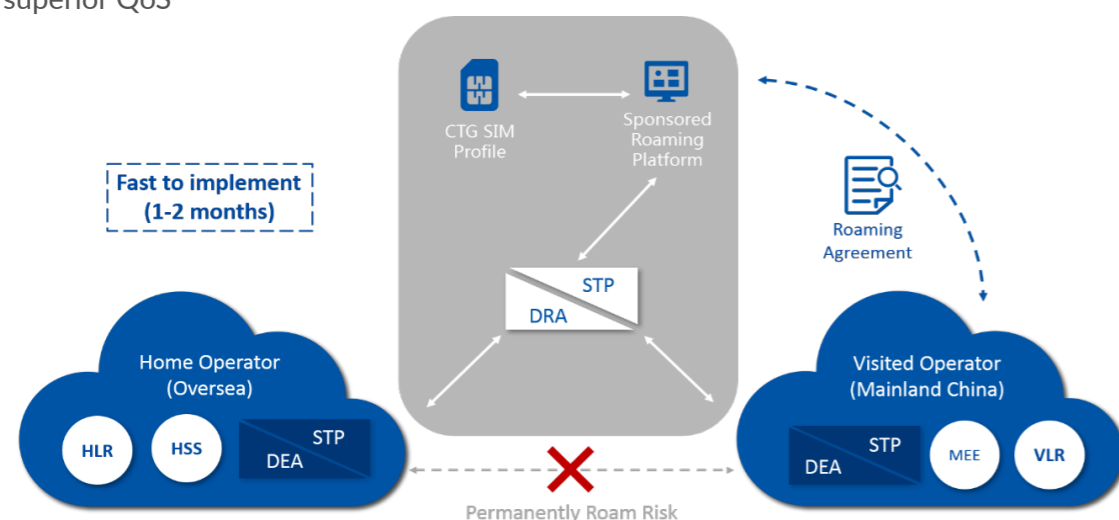 superior QoS
CTG SIM
Profile
Sponsored
Roaming
Platform
Fast to implement
(1-2 months)
Roaming
Agreement
STP
DRA
Home Operator
(Oversea)
HLR
HSS
STP
DEA
Visited Operator
(Mainland China)
STP
DEA
MEE
VLR
Permanently Roam Risk